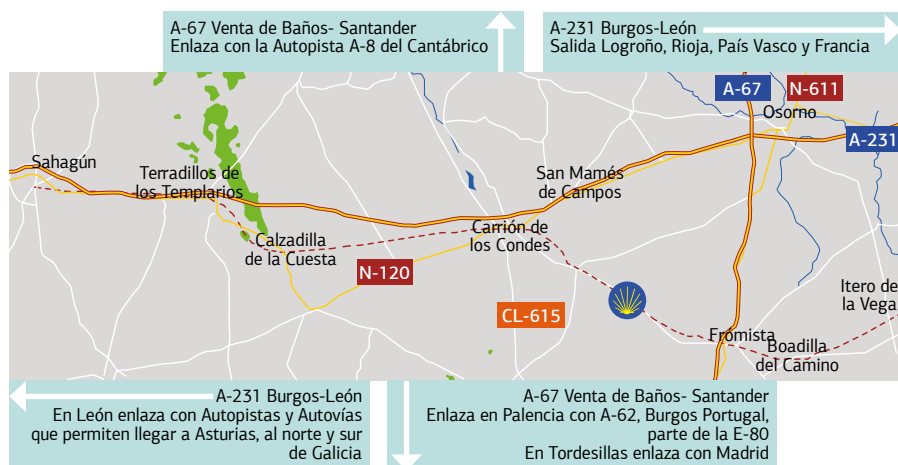 A-67 Venta de Baños- Santander
Enlaza con la Autopista A-8 del Cantábrico
A-231 Burgos-León
Salida Logroño, Rioja, País Vasco y Francia
A-67
N-611
Osorno
A-231
Sahagún
Terradillos de
los Templarios
San Mamés
de Campos
Carrión de
los Condes
Calzadilla
de la Cuesta
N-120
Itero de
la Vega
CL-615
Fromista
Boadilla
del Camino
A-231 Burgos-León
En León enlaza con Autopistas y Autovías
que permiten llegar a Asturias, al norte y sur
de Galicia
A-67 Venta de Baños- Santander
Enlaza en Palencia con A-62, Burgos Portugal,
parte de la E-80
En Tordesillas enlaza con Madrid